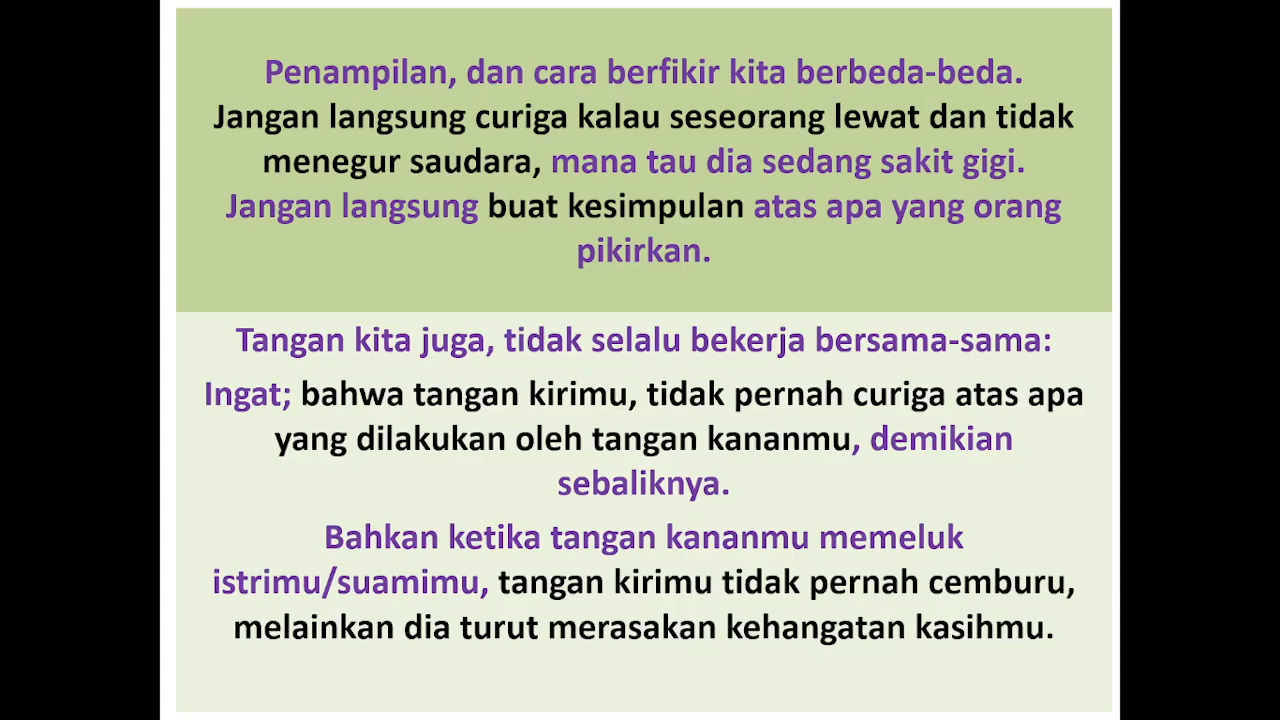 Penampilan, dan cara berfikir kita berbeda-beda.
Jangan langsung curiga kalau seseorang lewat dan tidak
menegur saudara, mana tau dia sedang sakit gigi.
Jangan langsung buat kesimpulan atas apa yang orang
pikirkan.
Tangan kita juga, tidak selalu bekerja bersama-sama:
Ingat; bahwa tangan kirimu, tidak pernah curiga atas apa
yang dilakukan oleh tangan kananmu, demikian
sebaliknya.
Bahkan ketika tangan kananmu memeluk
istrimu/suamimu, tangan kirimu tidak pernah cemburu,
melainkan dia turut merasakan kehangatan kasihmu.